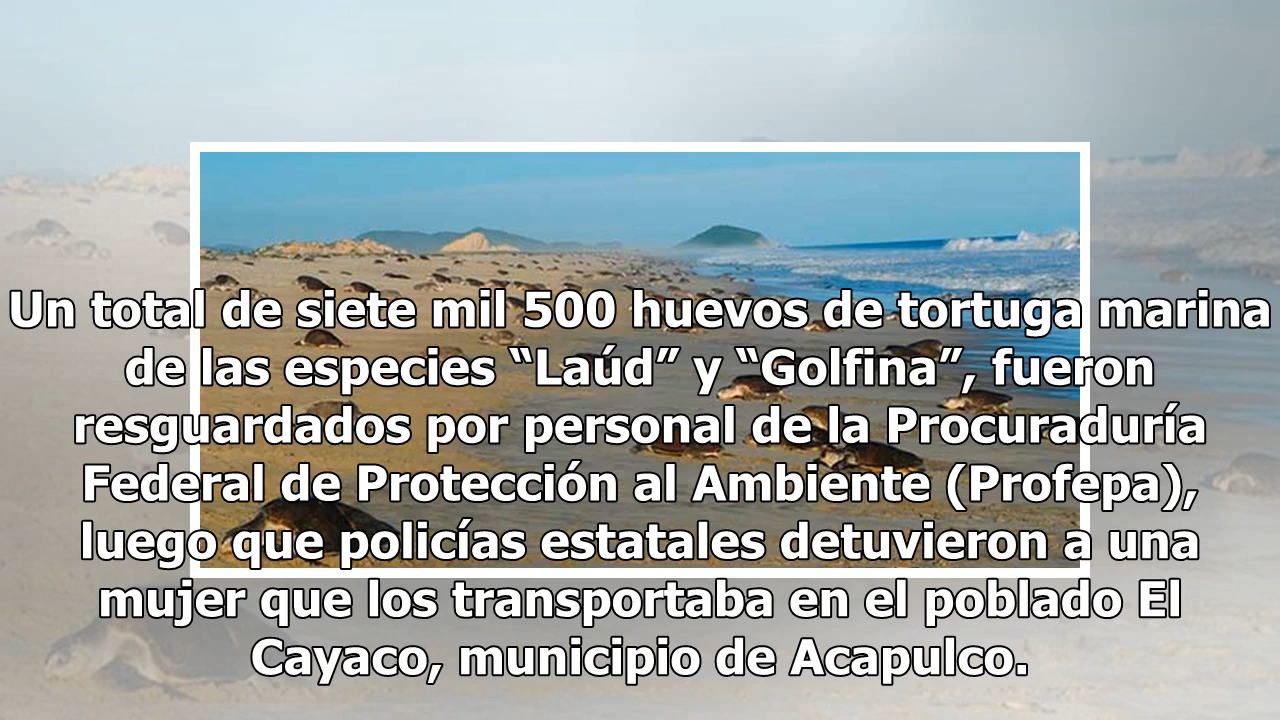 Un total de siete mil 500 huevos de tortuga marina
de las especies “Laúd” y “Golfina”, fueron
resguardados por personal de la Procuraduría
Federal de Protección al Ambiente (Profepa),
luego que policías estatales detuvieron a una
mujer que los transportaba en el poblado El
Cayaco, municipio de Acapulco.